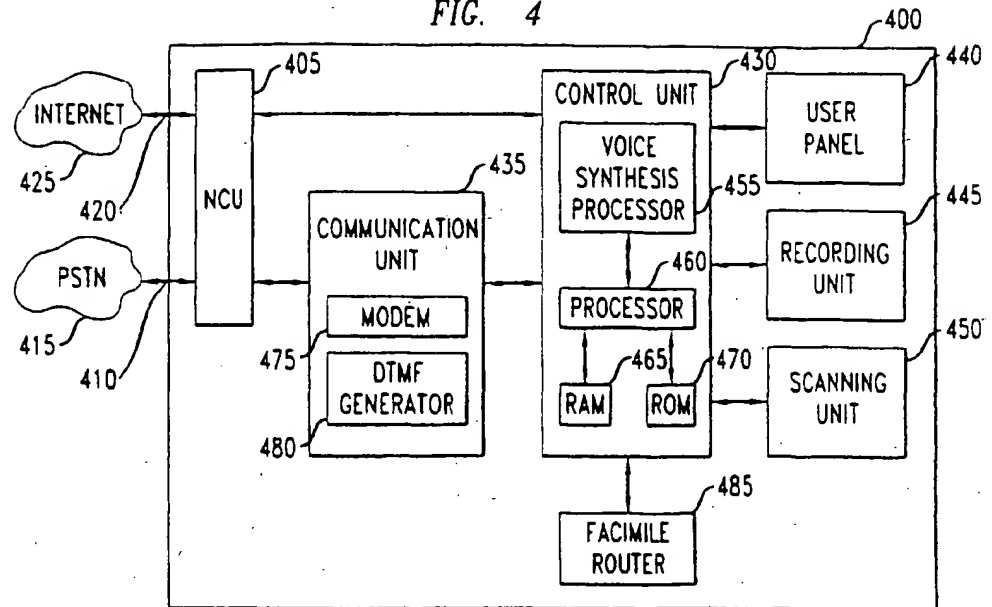 FIG. 4
400
405
430
440
INTERNET
425
420
NCU
CONTROL UNIT
USER
PANEL
VOICE
SYNTHESIS
PROCESSOR
455
435
COMMUNICATION
UNIT
445
RECORDING
UNIT
PSTN
415
410
460
PROCESSOR
MODEM
475
450
465
470
RAM
ROM
SCANNING
UNIT
DTMF
GENERATOR
480
485
FACIMILE
ROUTER